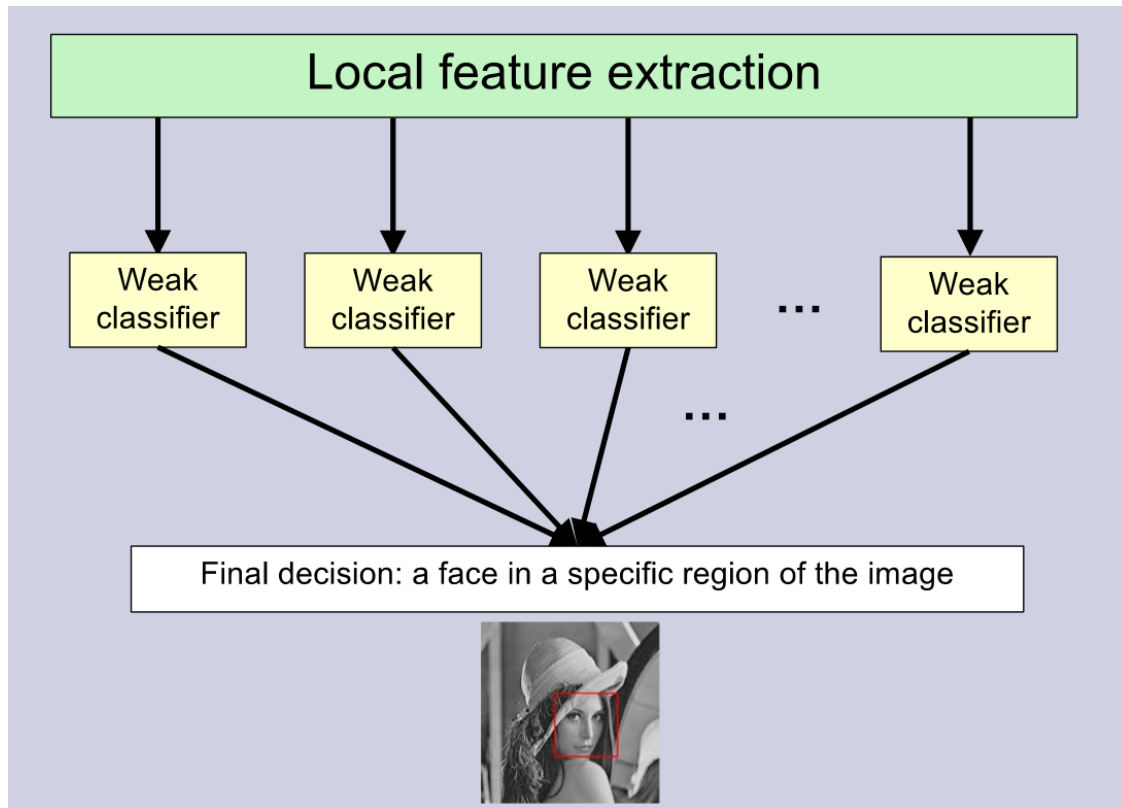 Local feature extraction
Weak
classifier
Weak
classifier
Weak
classifier
...
Weak
classifier
...
Final decision: a face in a specific region of the image